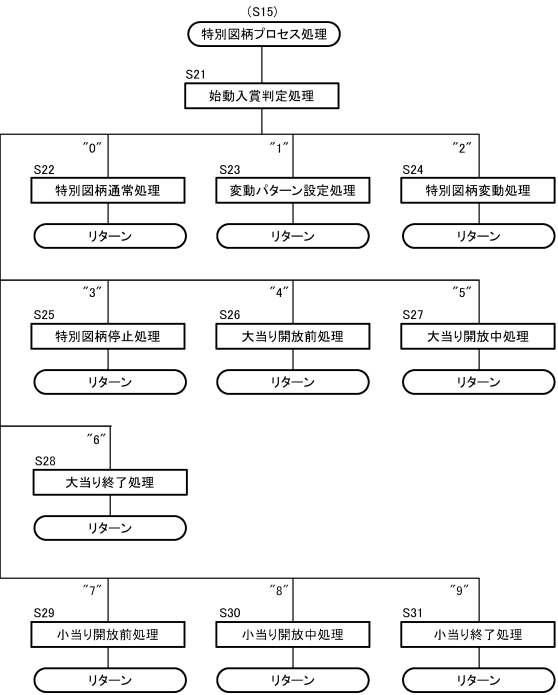 (S15)
特別図柄プロセス処理
S21
始動入賞判定処理
"0"
"1"
"2"
S22
S23
S24
特別図柄通常処理
変動パターン設定処理
特別図柄変動処理
リターン
リターン
リターン
"3"
"4"
"5"
S25
S26
S27
特別図柄停止処理
大当り開放前処理
大当り開放中処理
リターン
リターン
リターン
"6"
S28
大当り終了処理
リターン
"7"
"8"
"9"
S29
S30
S31
小当り開放前処理
小当り開放中処理
小当り終了処理
リターン
リターン
リターン